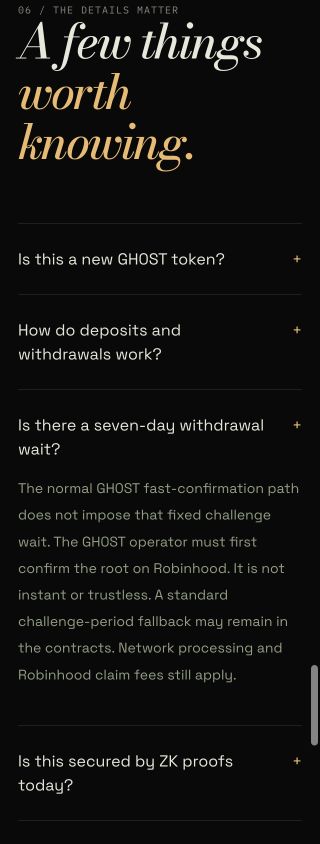 06 / THE DETAILS MATTER
A few things
worth
knowing.
Is this a new GHOST token? +
How do deposits and +
withdrawals work?
Is there a seven-day withdrawal +
wait?
The normal GHOST fast-confirmation path
does not impose that fixed challenge
wait. The GHOST operator must first
confirm the root on Robinhood. It is not
instant or trustless. A standard
challenge-period fallback may remain in
the contracts. Network processing and
Robinhood claim fees still apply.
Is this secured by ZK proofs +
today?